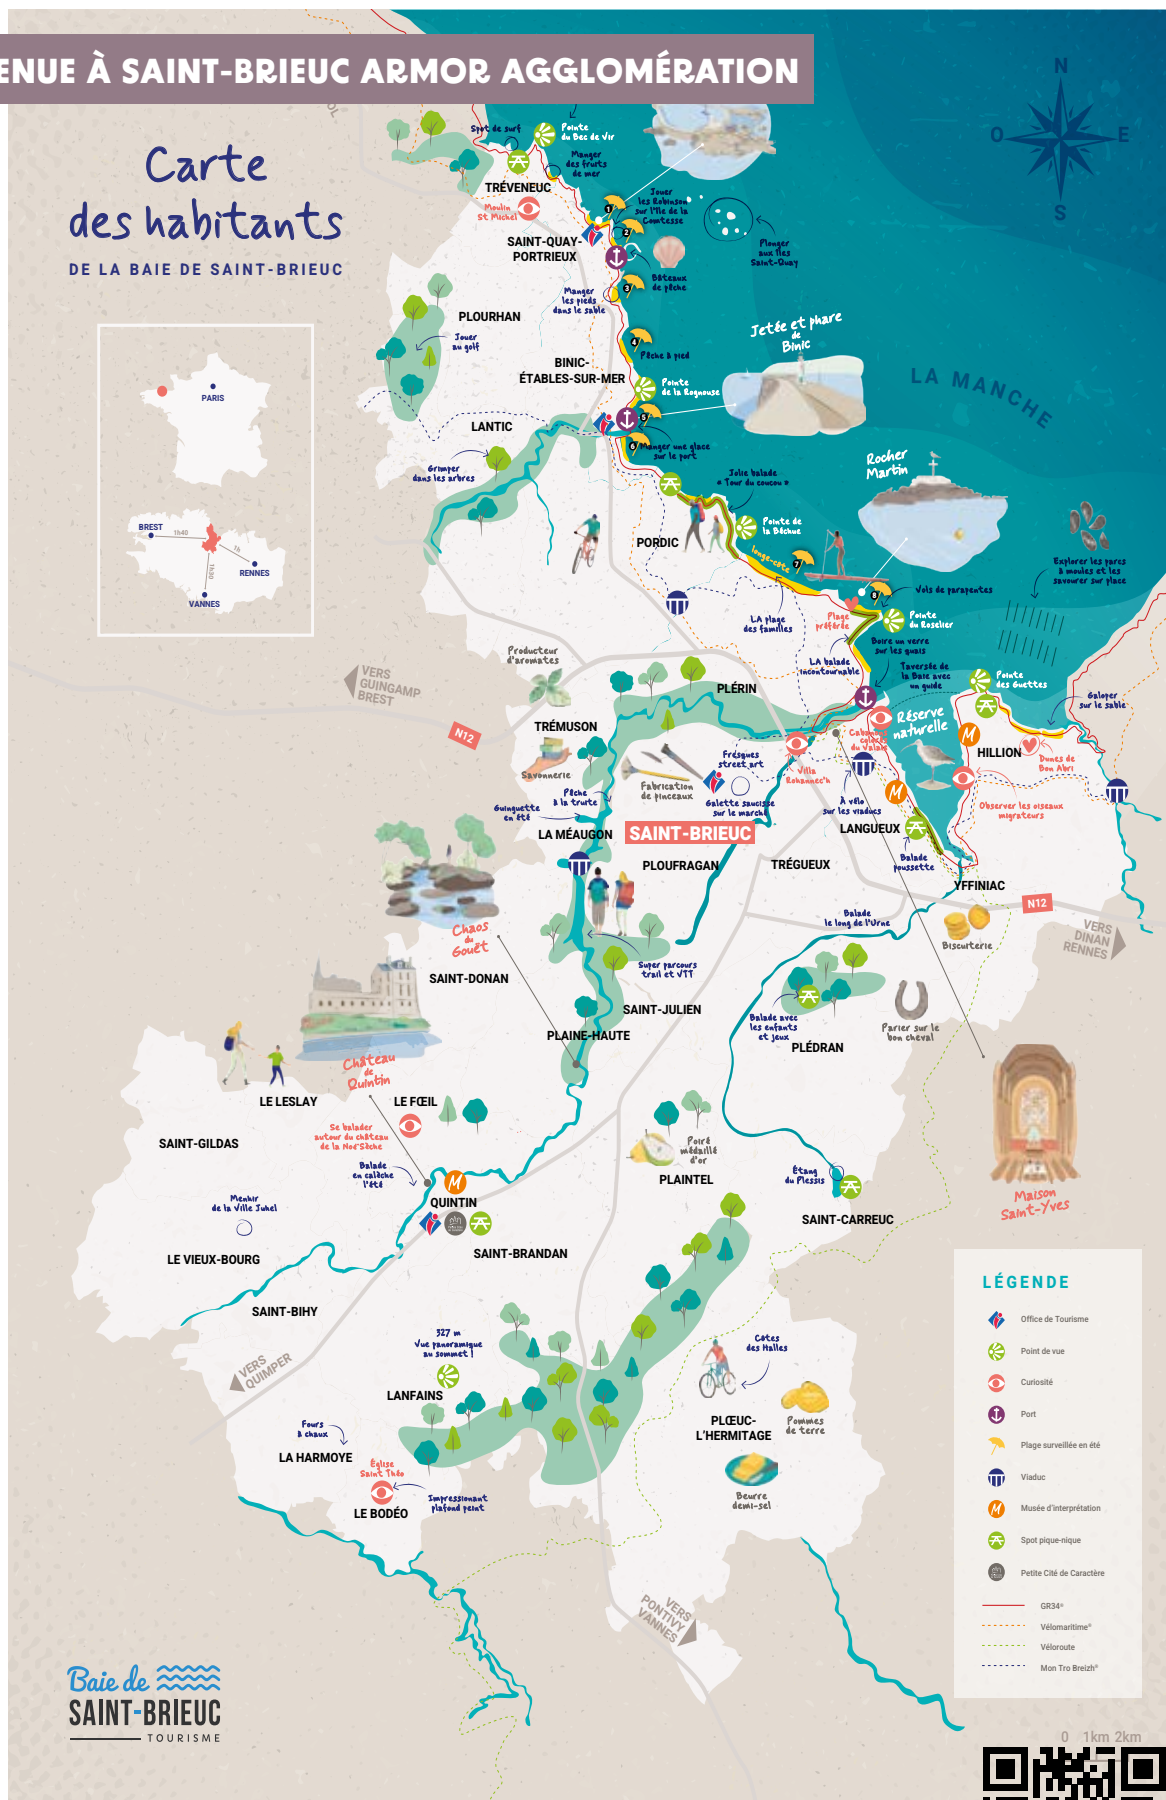 ENUE À SAINT-BRIEUC ARMOR AGGLOMÉRATION
Carte
des habitants
DE LA BAIE DE SAINT-BRIEUC
PARIS
BREST
1h40
1h
RENNES
1h30
VANNES
N
O
E
S
Spot de surf
Pointe
du Bec de Vir
Manger
des fruits
de mer
TRÉVENEUC
Moulin
St Michel
Jouer
les Robinson
sur l'île de la
Comtesse
1
2
SAINT-QUAY-
PORTRIEUX
Plonger
aux îles
Saint-Quay
Bateaux
de pêche
Manger
les pieds
dans le sable
3
PLOURHAN
Jouer
au golf
Jetée et phare
de
Binic
4
Pêche à pied
BINIC-
ÉTABLES-SUR-MER
Pointe
de la Rognouse
LA MANCHE
5
LANTIC
6
Manger une glace
sur le port
Grimper
dans les arbres
Rocher
Martin
Jolie balade
« Tour du coucou »
Pointe de
la Béchue
PORDIC
longe-côte
7
Explorer les parcs
à moules et les
savourer sur place
Vols de parapentes
8
Plage
préférée
Pointe
du Roselier
LA plage
des familles
Boire un verre
sur les quais
LA balade
incontournable
Traversée de
la Baie avec
un guide
Pointe
des Guettes
Producteur
d'aromates
VERS
GUINGAMP
BREST
PLÉRIN
Galoper
sur le sable
Réserve
naturelle
N12
TRÉMUSON
HILLION
Dunes de
Bon Abri
Fresques
street art
Villa
Rohannec'h
Savonnerie
Fabrication
de pinceaux
Pêche
à la truite
Guinguette
en été
Galette saucisse
sur le marché
À vélo
sur les viaducs
Observer les oiseaux
migrateurs
LA MÉAUGON
SAINT-BRIEUC
LANGUEUX
PLOUFRAGAN
TRÉGUEUX
Balade
poussette
YFFINIAC
N12
Balade
le long de l'Urne
Biscuiterie
VERS
DINAN
RENNES
Chaos
du
Gouët
Super parcours
trail et VTT
SAINT-DONAN
SAINT-JULIEN
PLAINE-HAUTE
Balade avec
les enfants
et jeux
PLÉDRAN
Parier sur le
bon cheval
Château
de
Quintin
LE LESLAY
LE FŒIL
Se balader
autour du château
de la Noë Sèche
SAINT-GILDAS
Poiré
médaillé
d'or
Balade
en calèche
l'été
PLAINTEL
Étang
du Plessis
Maison
Saint-Yves
QUINTIN
Menhir
de la Ville Juhel
SAINT-CARREUC
LE VIEUX-BOURG
SAINT-BRANDAN
SAINT-BIHY
327 m
Vue panoramique
au sommet !
VERS
QUIMPER
Côtes
des Halles
LANFAINS
PLŒUC-
L'HERMITAGE
Pommes
de terre
Fours
à chaux
LA HARMOYE
Église
Saint Théo
Impressionant
plafond peint
LE BODÉO
Beurre
demi-sel
VERS
PONTIVY
VANNES
LÉGENDE
Office de Tourisme
Point de vue
Curiosité
Port
Plage surveillée en été
Viaduc
Musée d'interprétation
Spot pique-nique
Petite Cité de Caractère
GR34®
Vélomaritime®
Véloroute
Mon Tro Breizh®
Baie de
SAINT-BRIEUC
TOURISME
0 1km 2km